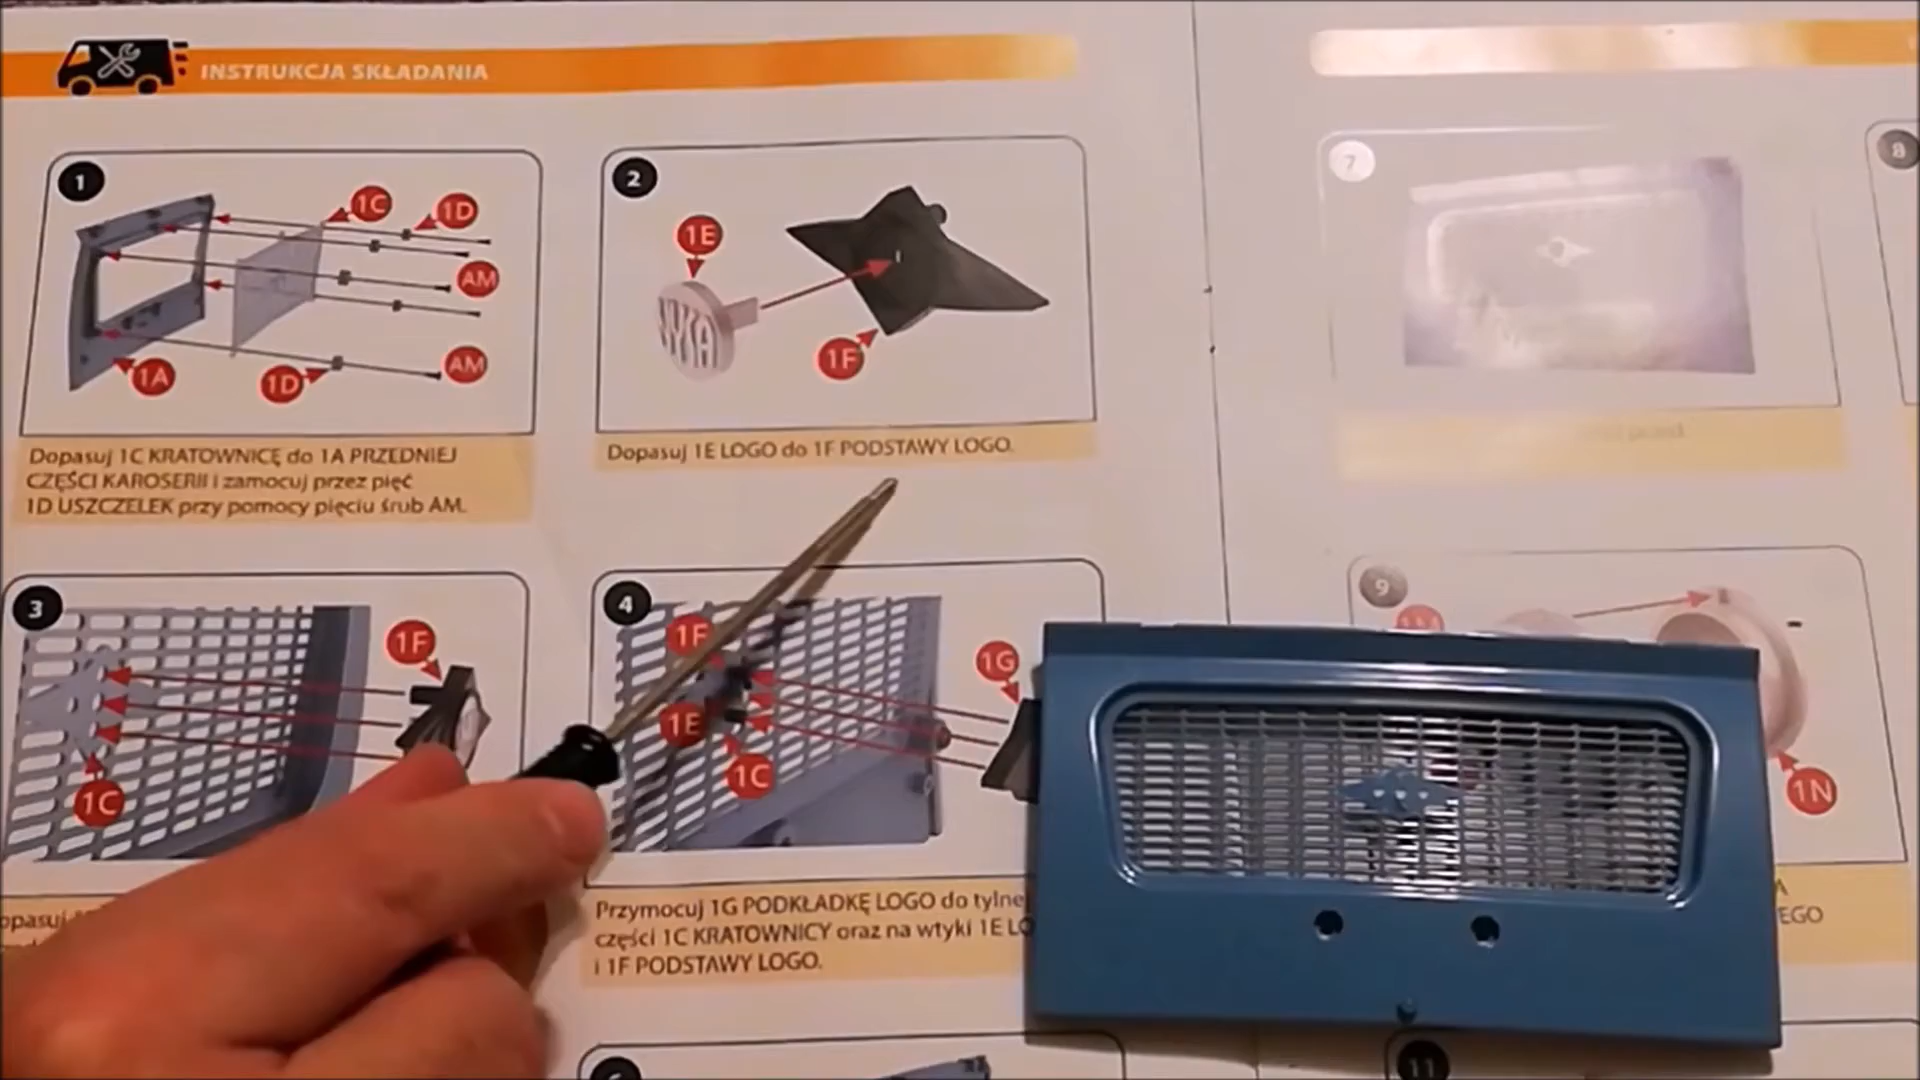 INSTRUKCJA SKŁADANIA
1
1C
1D
AM
1A
1D
AM
Dopasuj 1C KRATOWNICĘ do 1A PRZEDNIEJ
CZĘŚCI KAROSERII i zamocuj przez pięć
1D USZCZELEK przy pomocy pięciu śrub AM.
2
1E
NYSA
1F
Dopasuj 1E LOGO do 1F PODSTAWY LOGO.
3
1F
1C
4
1F
1E
1C
1G
Przymocuj 1G PODKŁADKĘ LOGO do tylne
części 1C KRATOWNICY oraz na wtyki 1E LO
i 1F PODSTAWY LOGO.
7
8
9
1N
EGO
11